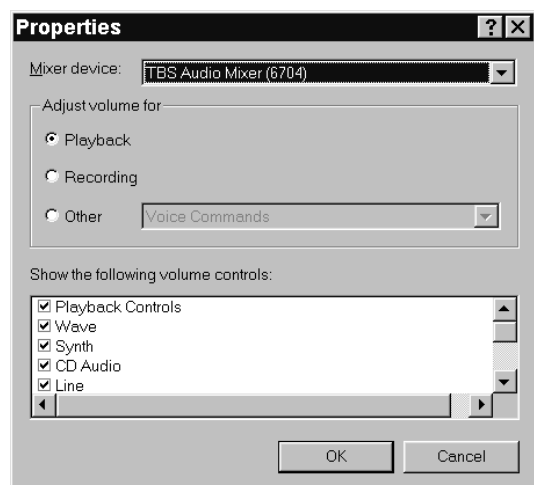 Properties
Mixer device: TBS Audio Mixer (6704)
Adjust volume for
Playback
Recording
Other Voice Commands
Show the following volume controls:
Playback Controls
Wave
Synth
CD Audio
Line
OK Cancel